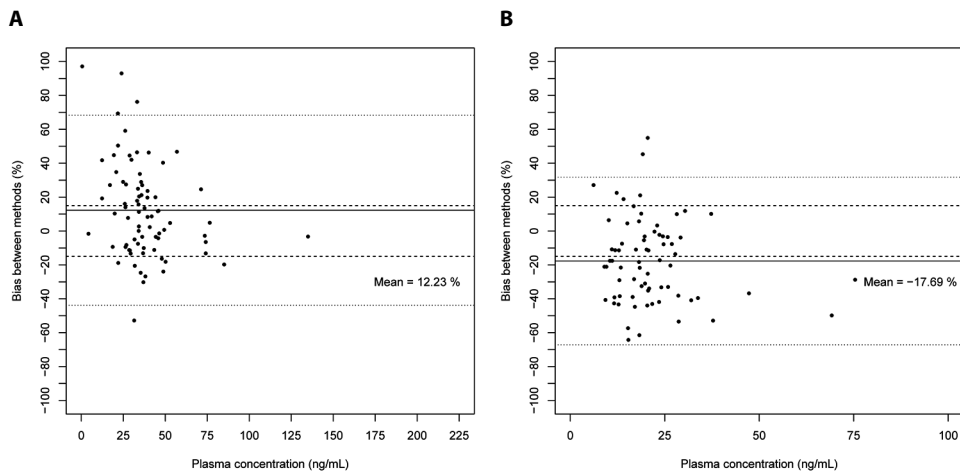 A
Bias between methods (%)
100
80
60
40
20
0
−20
−40
−60
−80
−100
Mean = 12.23 %
0 25 50 75 100 125 150 175 200 225
Plasma concentration (ng/mL)
B
Bias between methods (%)
100
80
60
40
20
0
−20
−40
−60
−80
−100
Mean = −17.69 %
0 25 50 75 100
Plasma concentration (ng/mL)